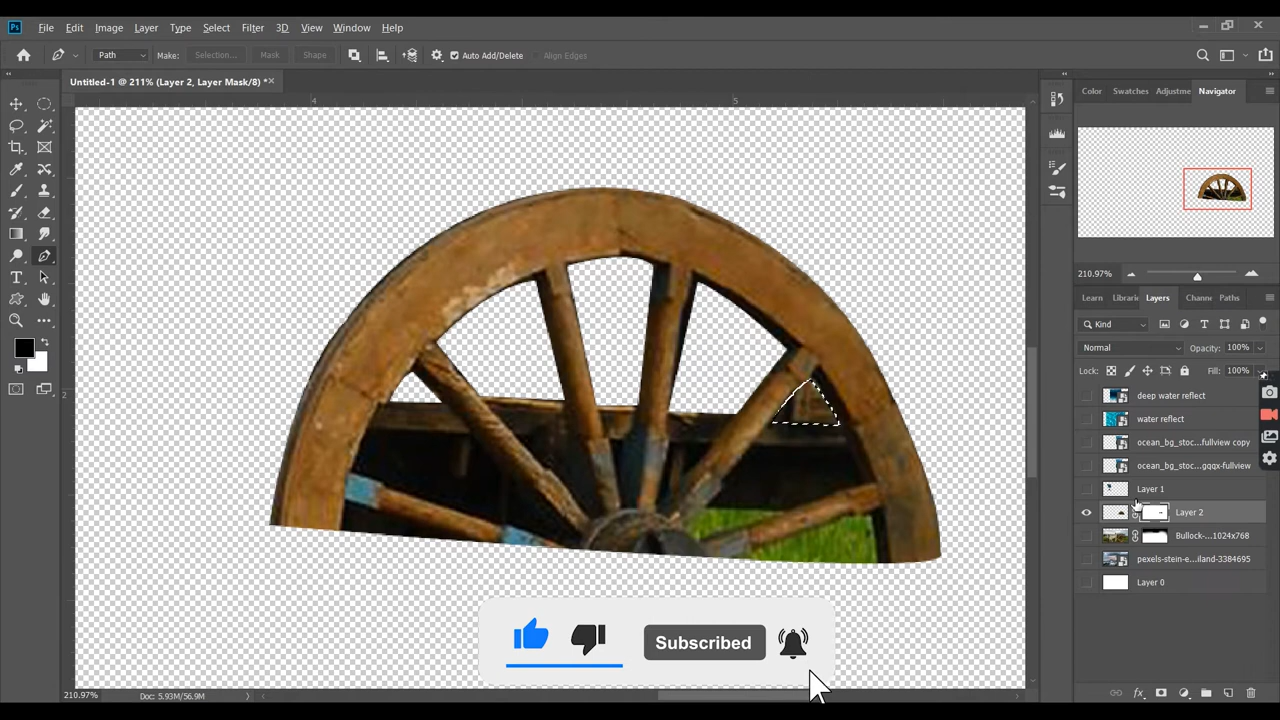 Ps File Edit Image Layer Type Select Filter 3D View Window Help
Path Make: Selection... Mask Shape Auto Add/Delete Align Edges
Untitled-1 @ 211% (Layer 2, Layer Mask/8) *
Color Swatches Adjustme Navigator
4 5
2
210.97%
Learn Librari Layers Chann Paths
Kind
Normal Opacity: 100%
Lock: Fill: 100%
deep water reflect
water reflect
ocean_bg_stoc...fullview copy
ocean_bg_stoc...gqqx-fullview
Layer 1
Layer 2
Bullock-...1024x768
pexels-stein-e...iland-3384695
Layer 0
Subscribed
210.97% Doc: 5.93M/56.9M